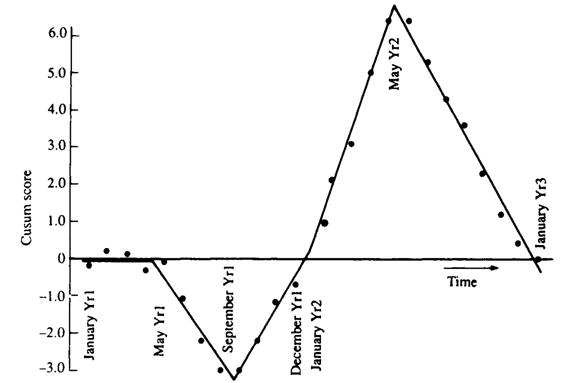 6.0
5.0
4.0
3.0
2.0
1.0
0
−1.0
−2.0
−3.0
Cusum score
January Yr1
May Yr1
September Yr1
December Yr1
January Yr2
May Yr2
January Yr3
Time